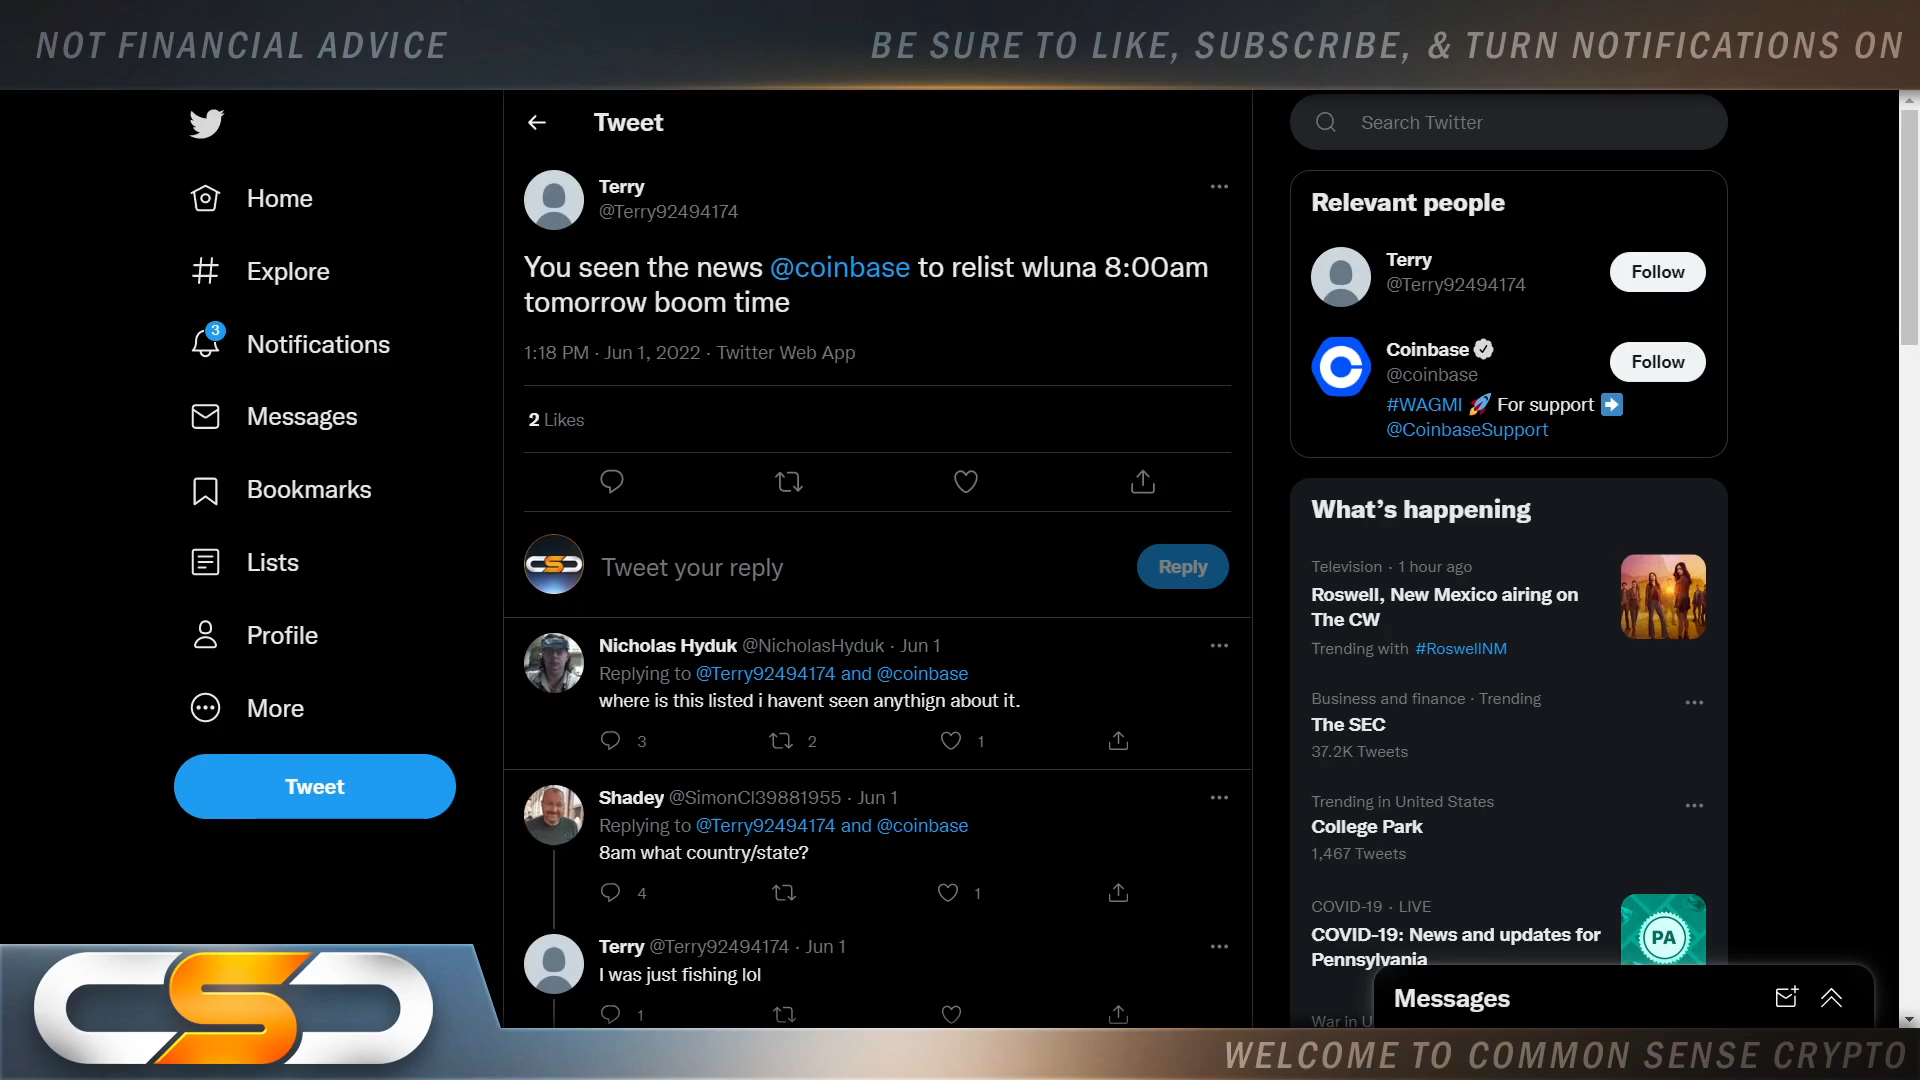 NOT FINANCIAL ADVICE
BE SURE TO LIKE, SUBSCRIBE, & TURN NOTIFICATIONS ON
Home
Explore
3
Notifications
Messages
Bookmarks
Lists
Profile
More
Tweet
Tweet
Terry
@Terry92494174
You seen the news @coinbase to relist wluna 8:00am
tomorrow boom time
1:18 PM · Jun 1, 2022 · Twitter Web App
2 Likes
Tweet your reply
Reply
Nicholas Hyduk @NicholasHyduk · Jun 1
Replying to @Terry92494174 and @coinbase
where is this listed i havent seen anythign about it.
3 2 1
Shadey @SimonCl39881955 · Jun 1
Replying to @Terry92494174 and @coinbase
8am what country/state?
4 1
Terry @Terry92494174 · Jun 1
I was just fishing lol
1
Search Twitter
Relevant people
Terry
@Terry92494174
Follow
Coinbase
@coinbase
Follow
#WAGMI 🚀 For support ➡️
@CoinbaseSupport
What's happening
Television · 1 hour ago
Roswell, New Mexico airing on
The CW
Trending with #RoswellNM
Business and finance · Trending
The SEC
37.2K Tweets
Trending in United States
College Park
1,467 Tweets
COVID-19 · LIVE
COVID-19: News and updates for
Pennsylvania
PA
War in U
Messages
CSC
WELCOME TO COMMON SENSE CRYPTO